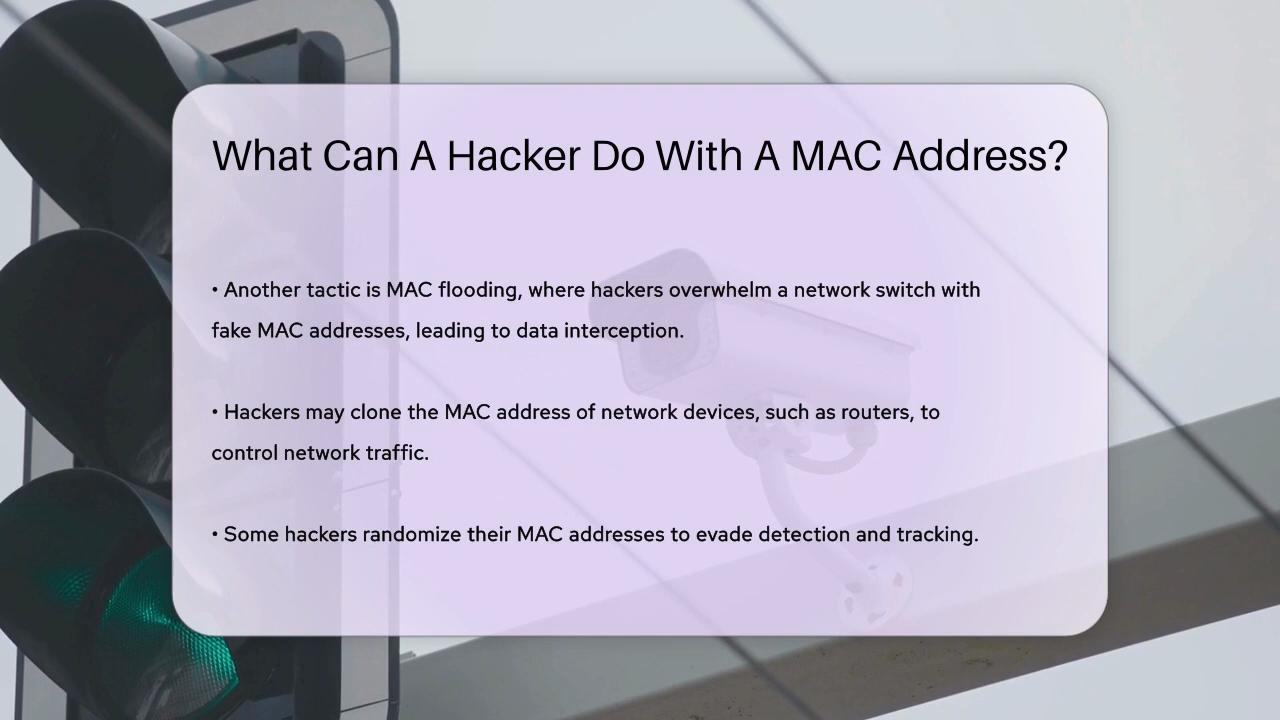 What Can A Hacker Do With A MAC Address?
• Another tactic is MAC flooding, where hackers overwhelm a network switch with
fake MAC addresses, leading to data interception.
• Hackers may clone the MAC address of network devices, such as routers, to
control network traffic.
• Some hackers randomize their MAC addresses to evade detection and tracking.